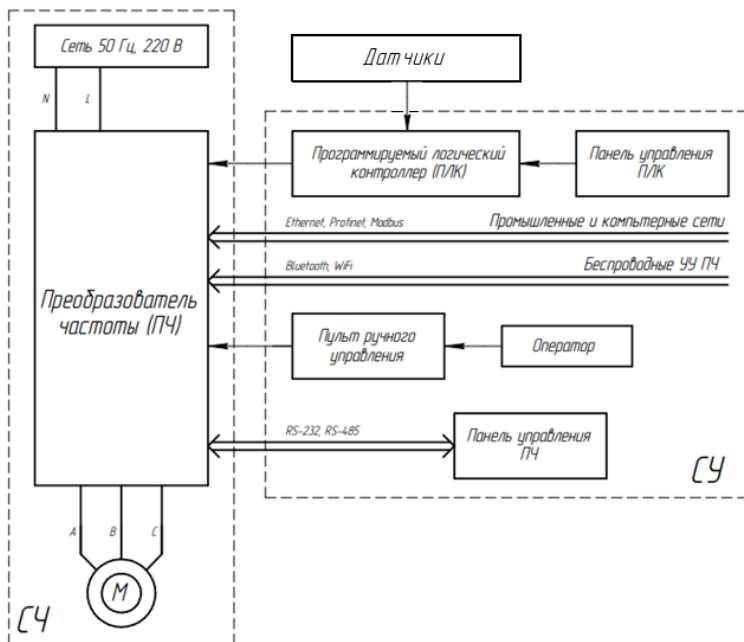 Сеть 50 Гц, 220 В
Датчики
N
L
Программируемый логический
контроллер (ПЛК)
Панель управления
ПЛК
Ethernet, Profinet, Modbus
Промышленные и компьтерные сети
Bluetooth, WiFi
Беспроводные УУ ПЧ
Преобразователь
частоты (ПЧ)
Пульт ручного
управления
Оператор
RS-232, RS-485
Панель управления
ПЧ
СУ
A
B
C
М
СЧ